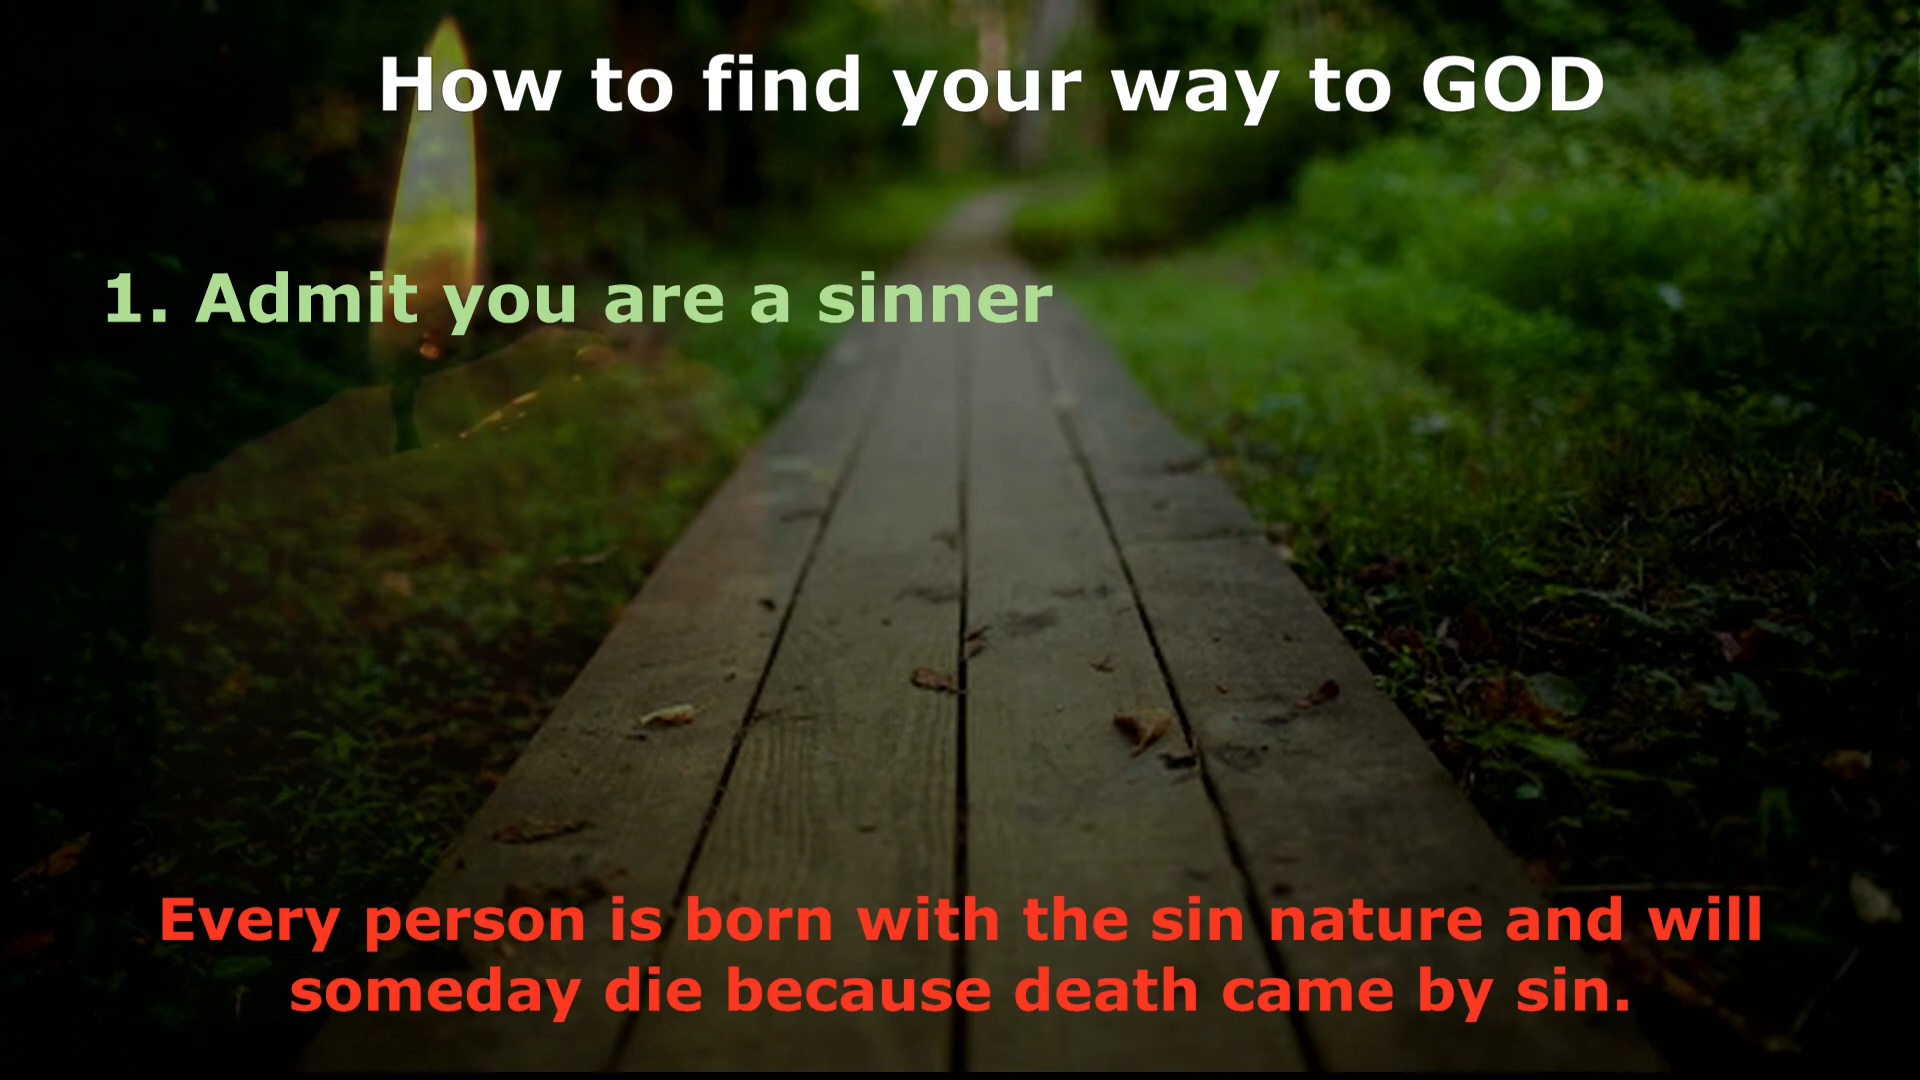 How to find your way to GOD
1. Admit you are a sinner
Every person is born with the sin nature and will
someday die because death came by sin.